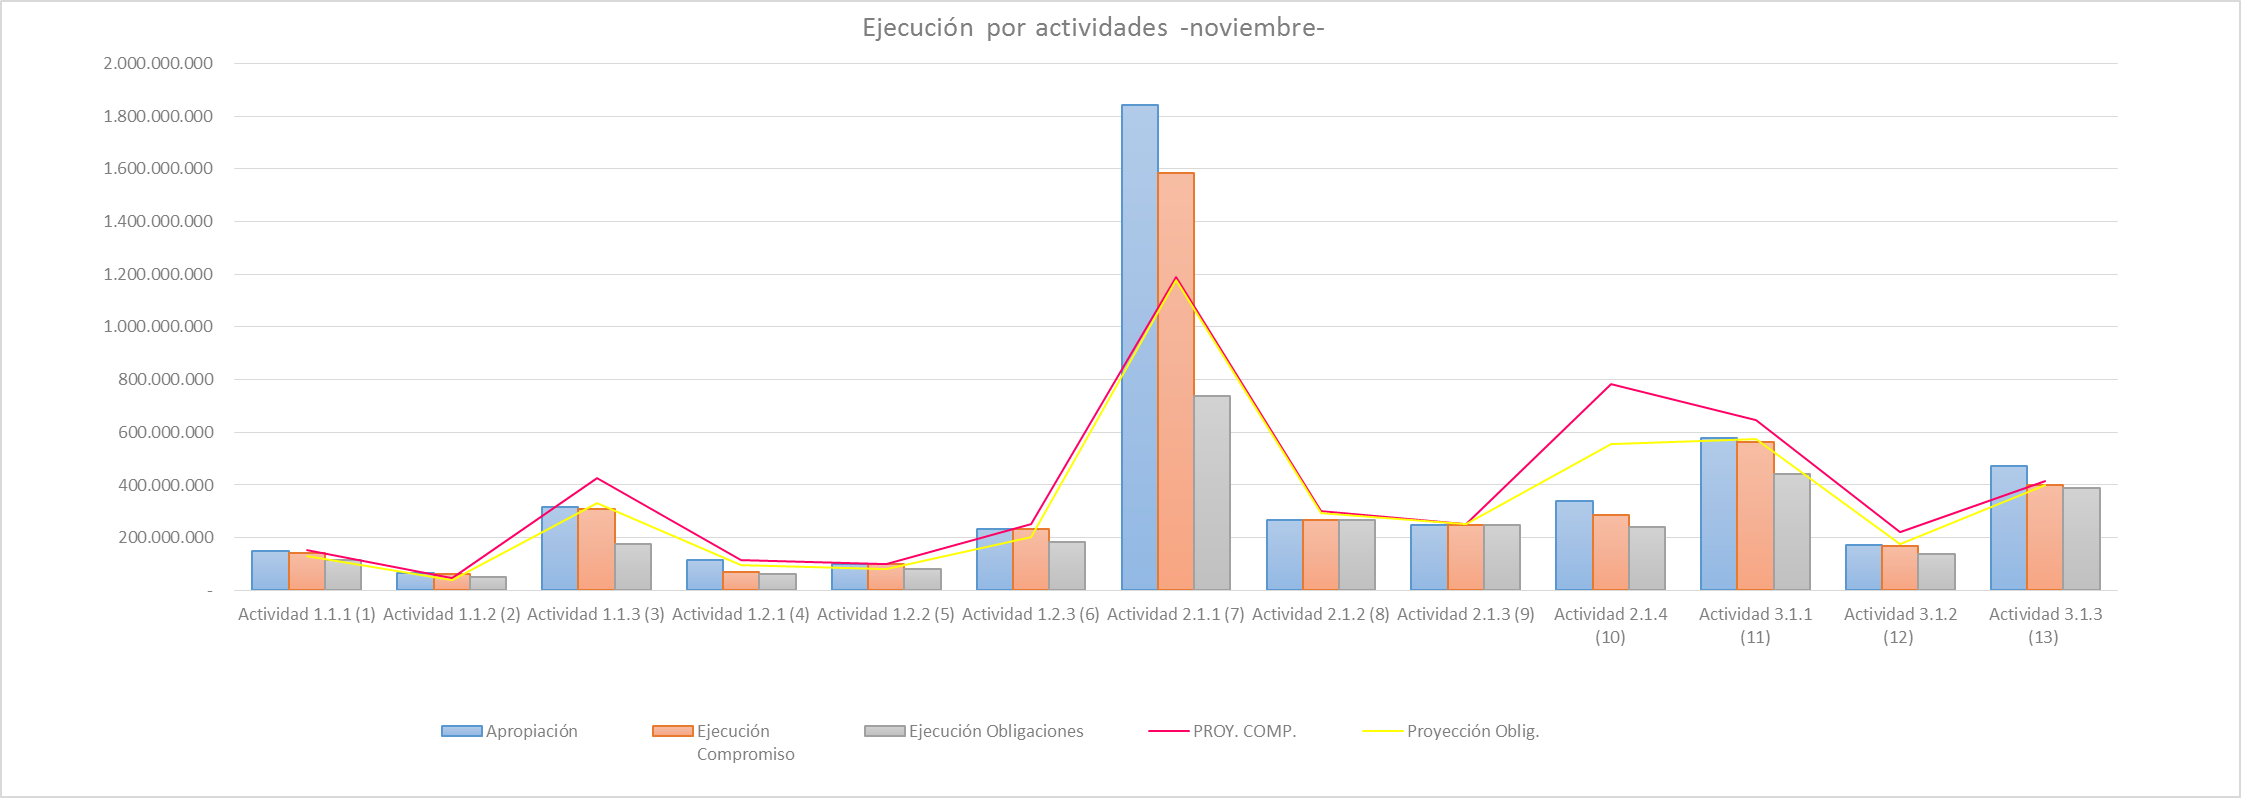 Ejecución por actividades -noviembre-
2.000.000.000
1.800.000.000
1.600.000.000
1.400.000.000
1.200.000.000
1.000.000.000
800.000.000
600.000.000
400.000.000
200.000.000
-
Actividad 1.1.1 (1)
Actividad 1.1.2 (2)
Actividad 1.1.3 (3)
Actividad 1.2.1 (4)
Actividad 1.2.2 (5)
Actividad 1.2.3 (6)
Actividad 2.1.1 (7)
Actividad 2.1.2 (8)
Actividad 2.1.3 (9)
Actividad 2.1.4
(10)
Actividad 3.1.1
(11)
Actividad 3.1.2
(12)
Actividad 3.1.3
(13)
Apropiación
Ejecución
Compromiso
Ejecución Obligaciones
PROY. COMP.
Proyección Oblig.